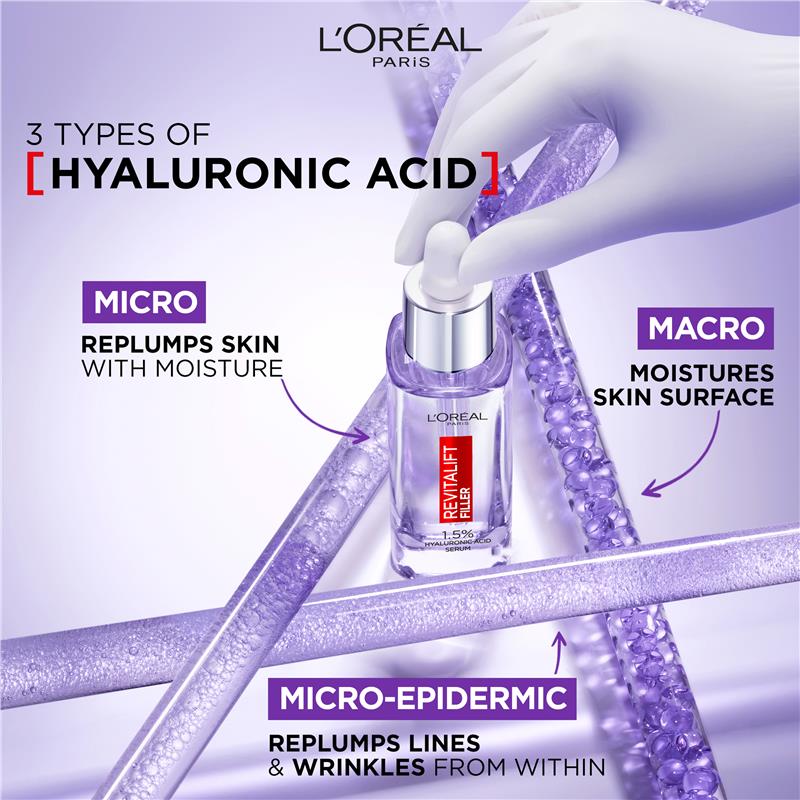 L'ORÉAL
PARiS
3 TYPES OF
[HYALURONIC ACID]
MICRO
REPLUMPS SKIN
WITH MOISTURE
MACRO
MOISTURES
SKIN SURFACE
L'ORÉAL
PARIS
REVITALIFT
FILLER
1.5%
HYALURONIC ACID
SERUM
MICRO-EPIDERMIC
REPLUMPS LINES
& WRINKLES FROM WITHIN